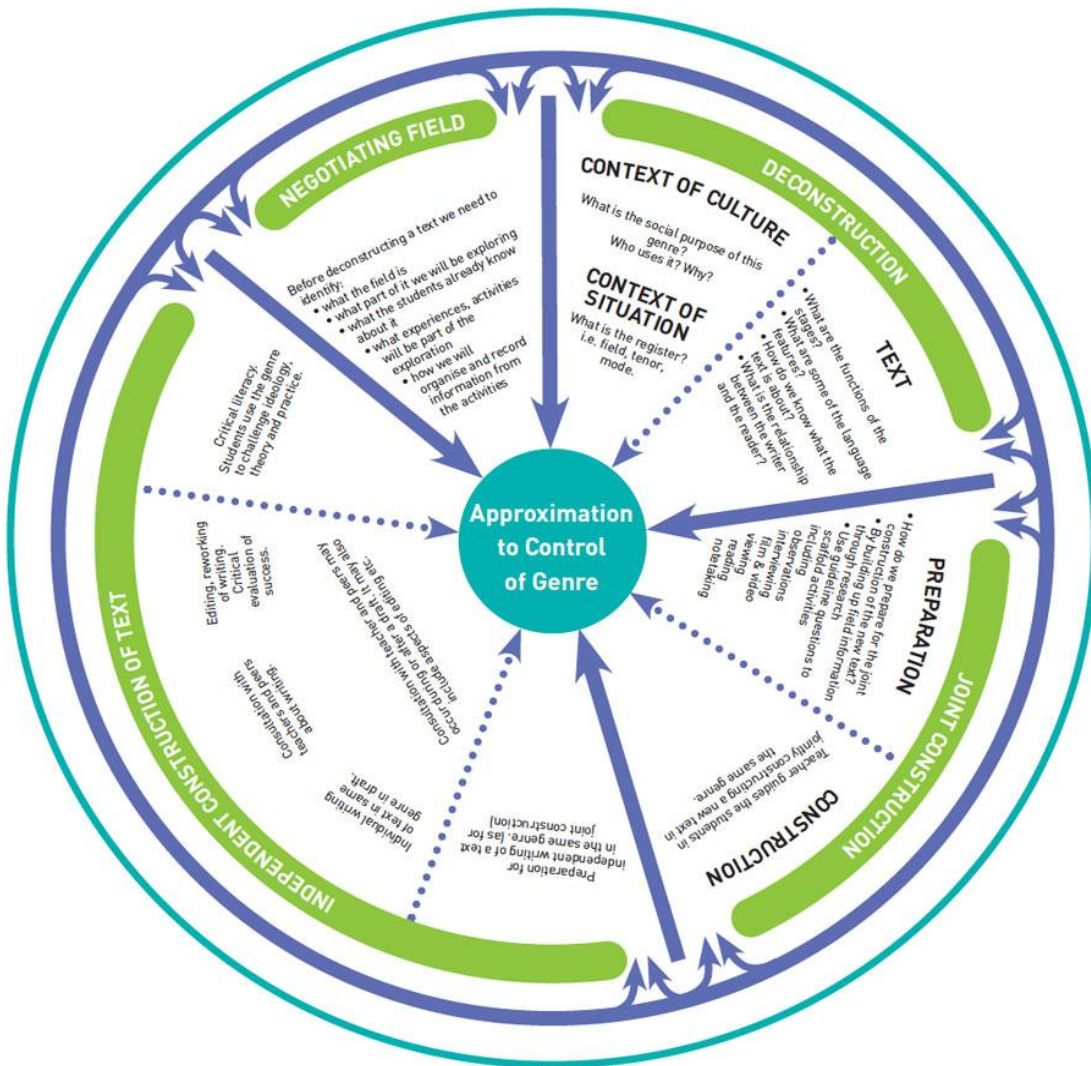 NEGOTIATING FIELD
Before deconstructing a text we need to
identify:
• what the field is
• what part of it we will be exploring
• what the students already know
about it
• what experiences, activities
will be part of the
exploration
• how we will
organise and record
information from
the activities
DECONSTRUCTION
CONTEXT OF CULTURE
What is the social purpose of this
genre?
Who uses it? Why?
CONTEXT OF
SITUATION
What is the register?
i.e. field, tenor,
mode.
TEXT
• What are the functions of the
stages?
• What are some of the language
features?
• How do we know what the
text is about?
• What is the relationship
between the writer
and the reader?
JOINT CONSTRUCTION
PREPARATION
• How do we prepare for the joint
construction of the new text?
• By building up field information
through research
• Use guideline questions to
scaffold activities
including
observations
interviewing
film & video
viewing
reading
notetaking
CONSTRUCTION
Teacher guides the students in
jointly constructing a new text in
the same genre.
INDEPENDENT CONSTRUCTION OF TEXT
Preparation for
independent writing of a text
in the same genre. (as for
joint construction)
Individual writing
of text in same
genre in draft.
Consultation with teacher and peers may
occur during or after a draft. It may also
include aspects of editing etc.
Consultation with
teachers and peers
about writing.
Editing, reworking
of writing.
Critical
evaluation of
success.
Critical literacy.
Students use the genre
to challenge ideology,
theory and practice.
Approximation
to Control
of Genre